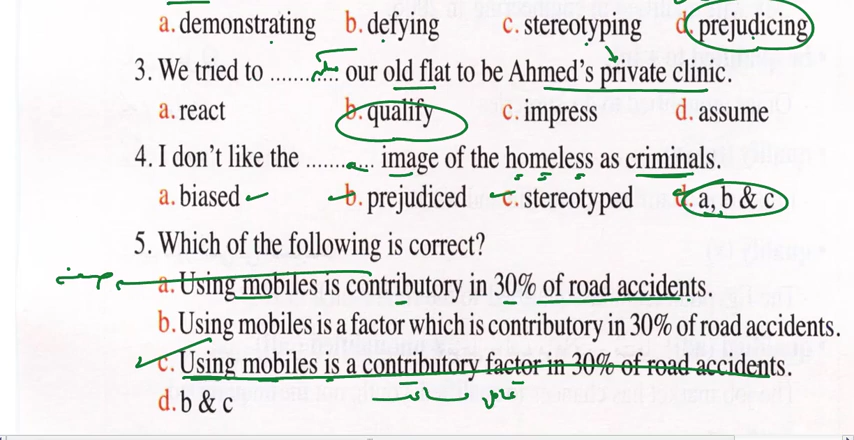 a. demonstrating b. defying c. stereotyping d. prejudicing
3. We tried to ............ our old flat to be Ahmed's private clinic.
a. react b. qualify c. impress d. assume
4. I don't like the ............ image of the homeless as criminals.
a. biased b. prejudiced c. stereotyped d. a, b & c
5. Which of the following is correct?
a. Using mobiles is contributory in 30% of road accidents.
b. Using mobiles is a factor which is contributory in 30% of road accidents.
c. Using mobiles is a contributory factor in 30% of road accidents.
d. b & c